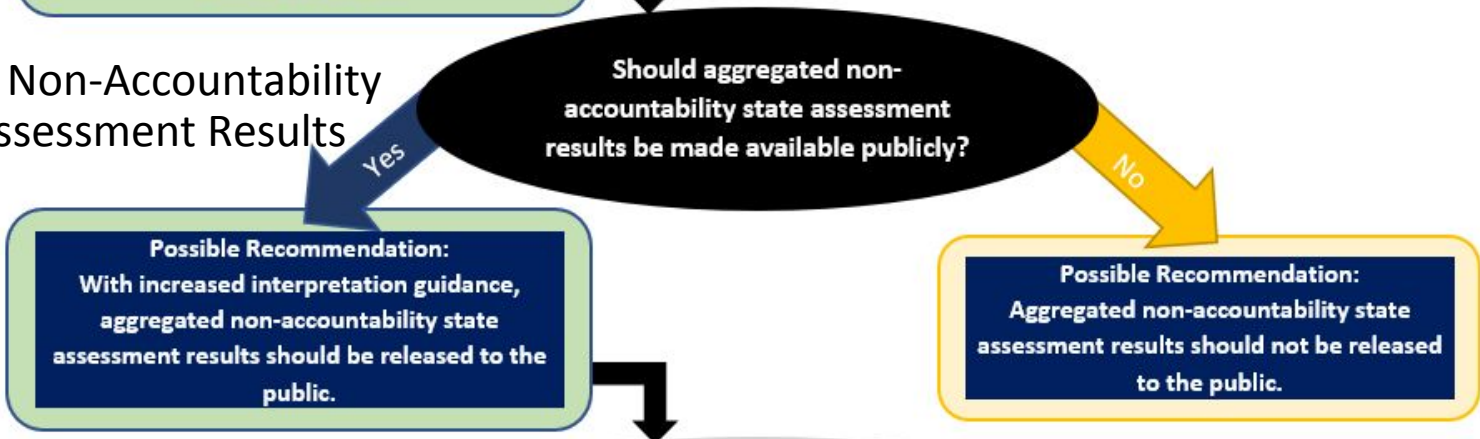 Non-Accountability
ssessment Results
Should aggregated non-
accountability state assessment
results be made available publicly?
Yes
No
Possible Recommendation:
With increased interpretation guidance,
aggregated non-accountability state
assessment results should be released to the
public.
Possible Recommendation:
Aggregated non-accountability state
assessment results should not be released
to the public.